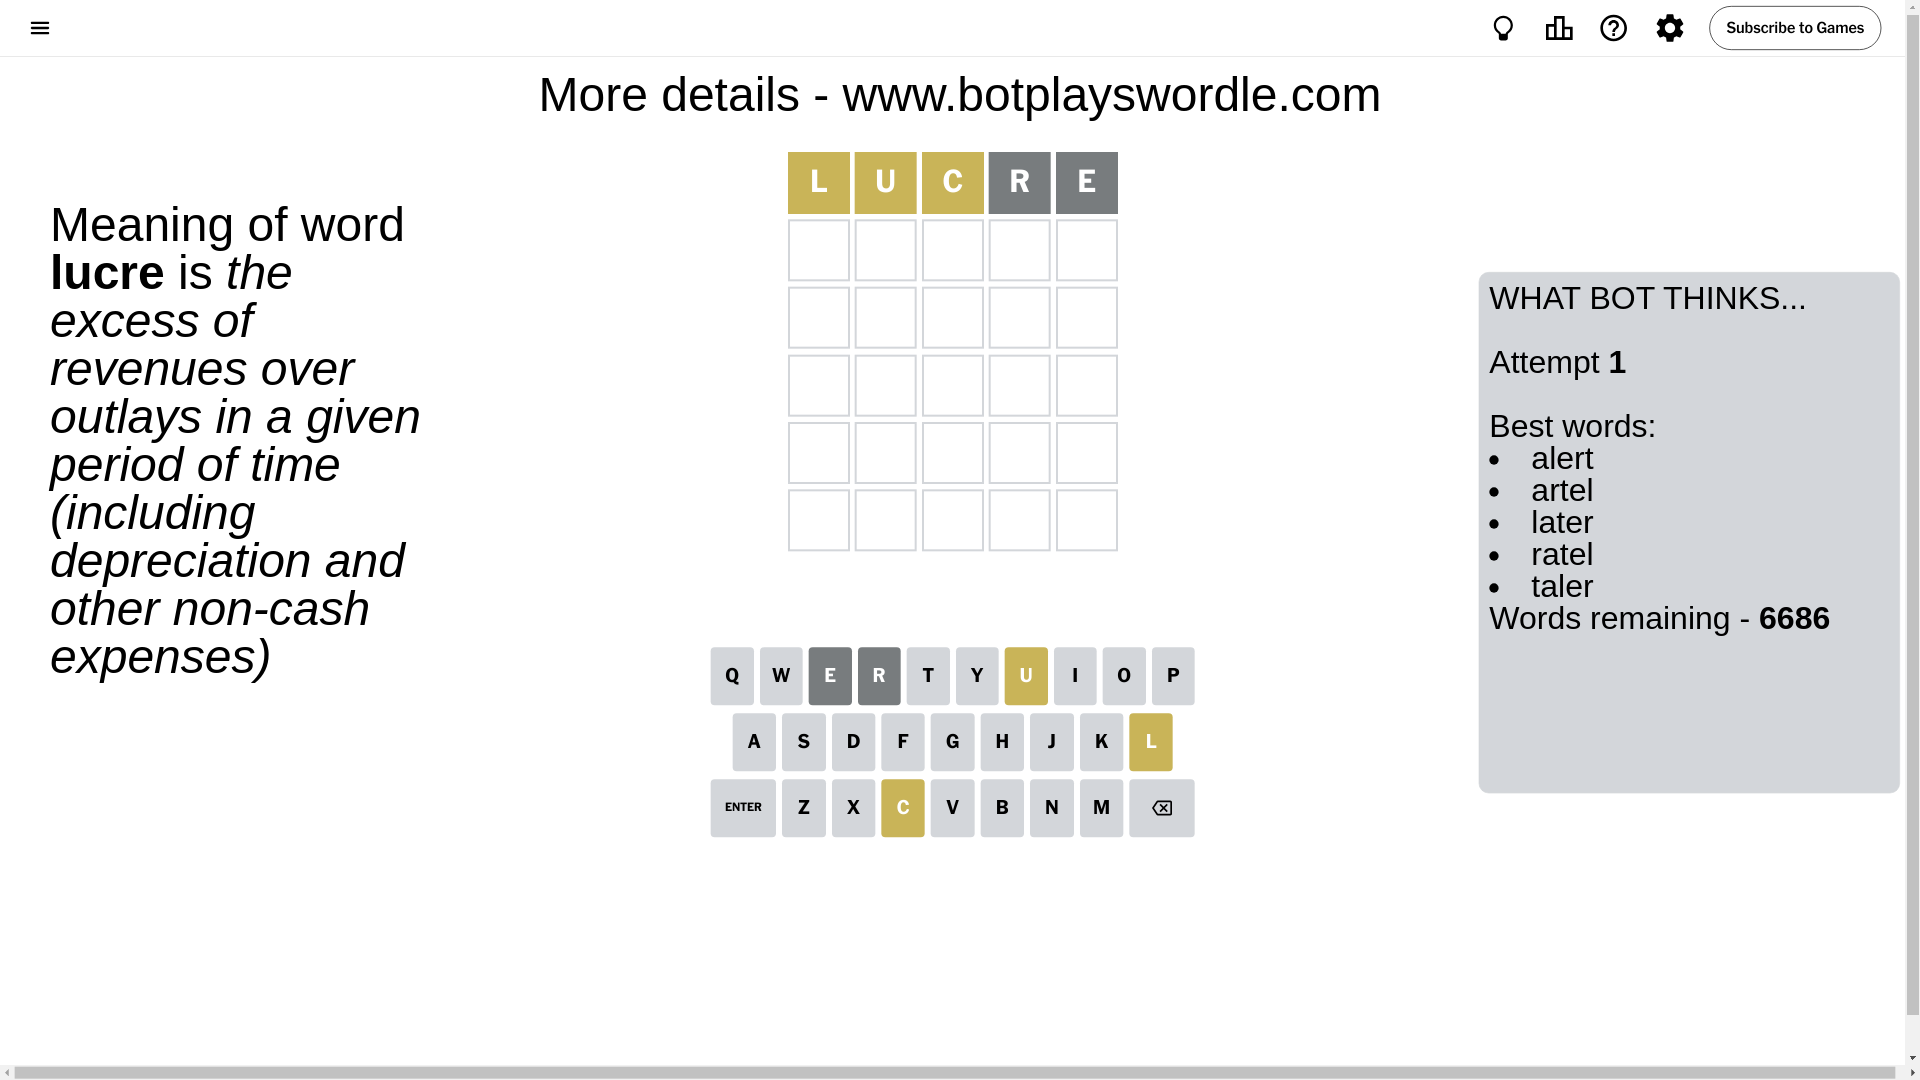 Subscribe to Games
More details - www.botplayswordle.com
L U C R E
Meaning of word
lucre is the
excess of
revenues over
outlays in a given
period of time
(including
depreciation and
other non-cash
expenses)
WHAT BOT THINKS...
Attempt 1
Best words:
• alert
• artel
• later
• ratel
• taler
Words remaining - 6686
Q W E R T Y U I O P
A S D F G H J K L
ENTER Z X C V B N M